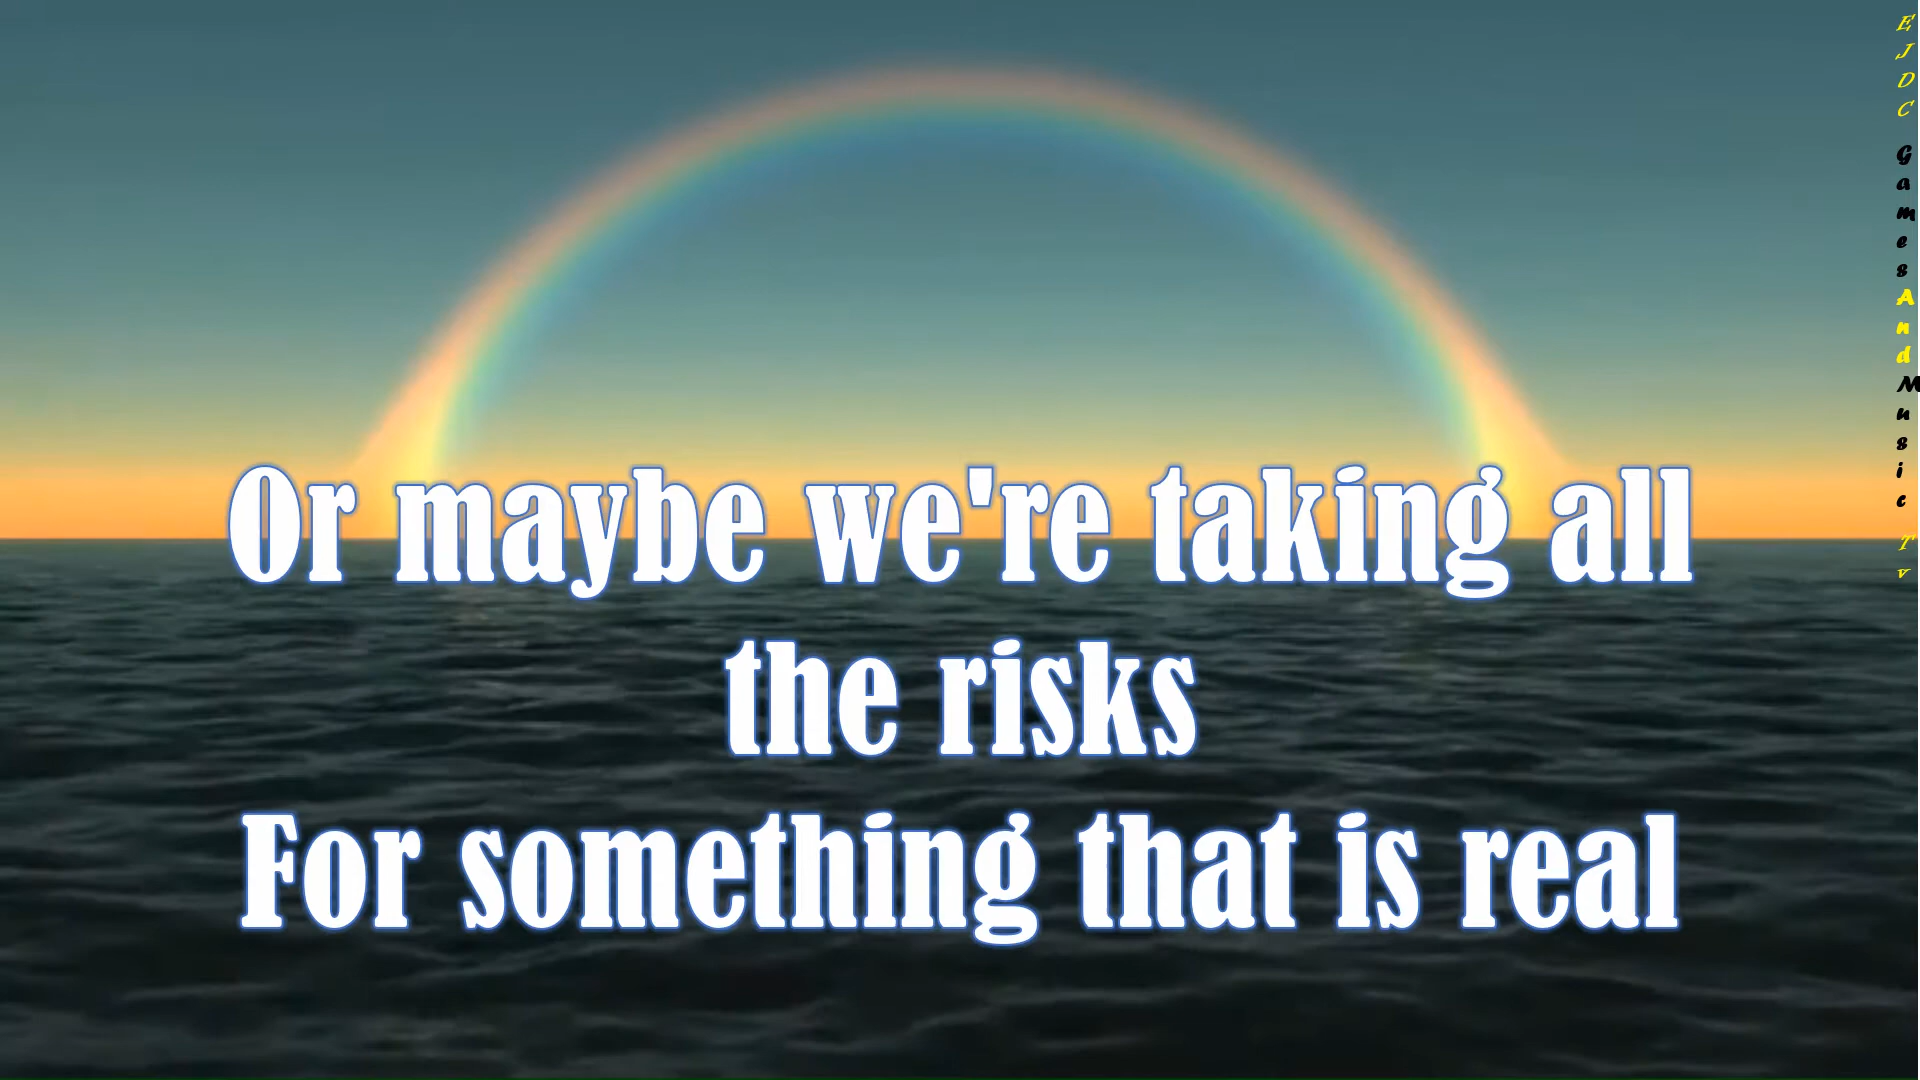 Or maybe we're taking all
the risks
For something that is real
EJDC GamesAndMusic Tv